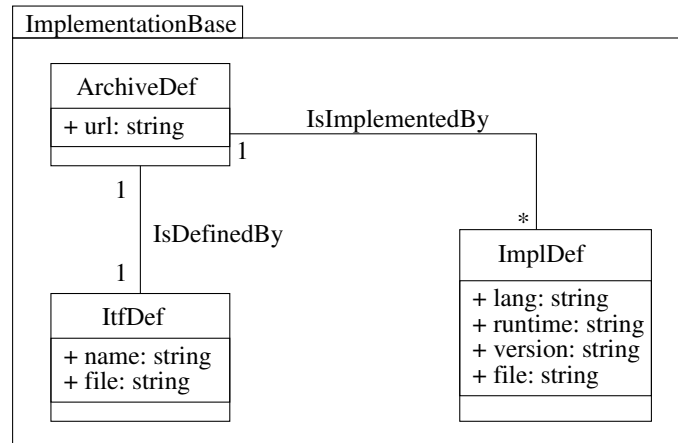 ImplementationBase
ArchiveDef
+ url: string
IsImplementedBy
1
1
*
IsDefinedBy
1
ImplDef
+ lang: string
+ runtime: string
+ version: string
+ file: string
ItfDef
+ name: string
+ file: string